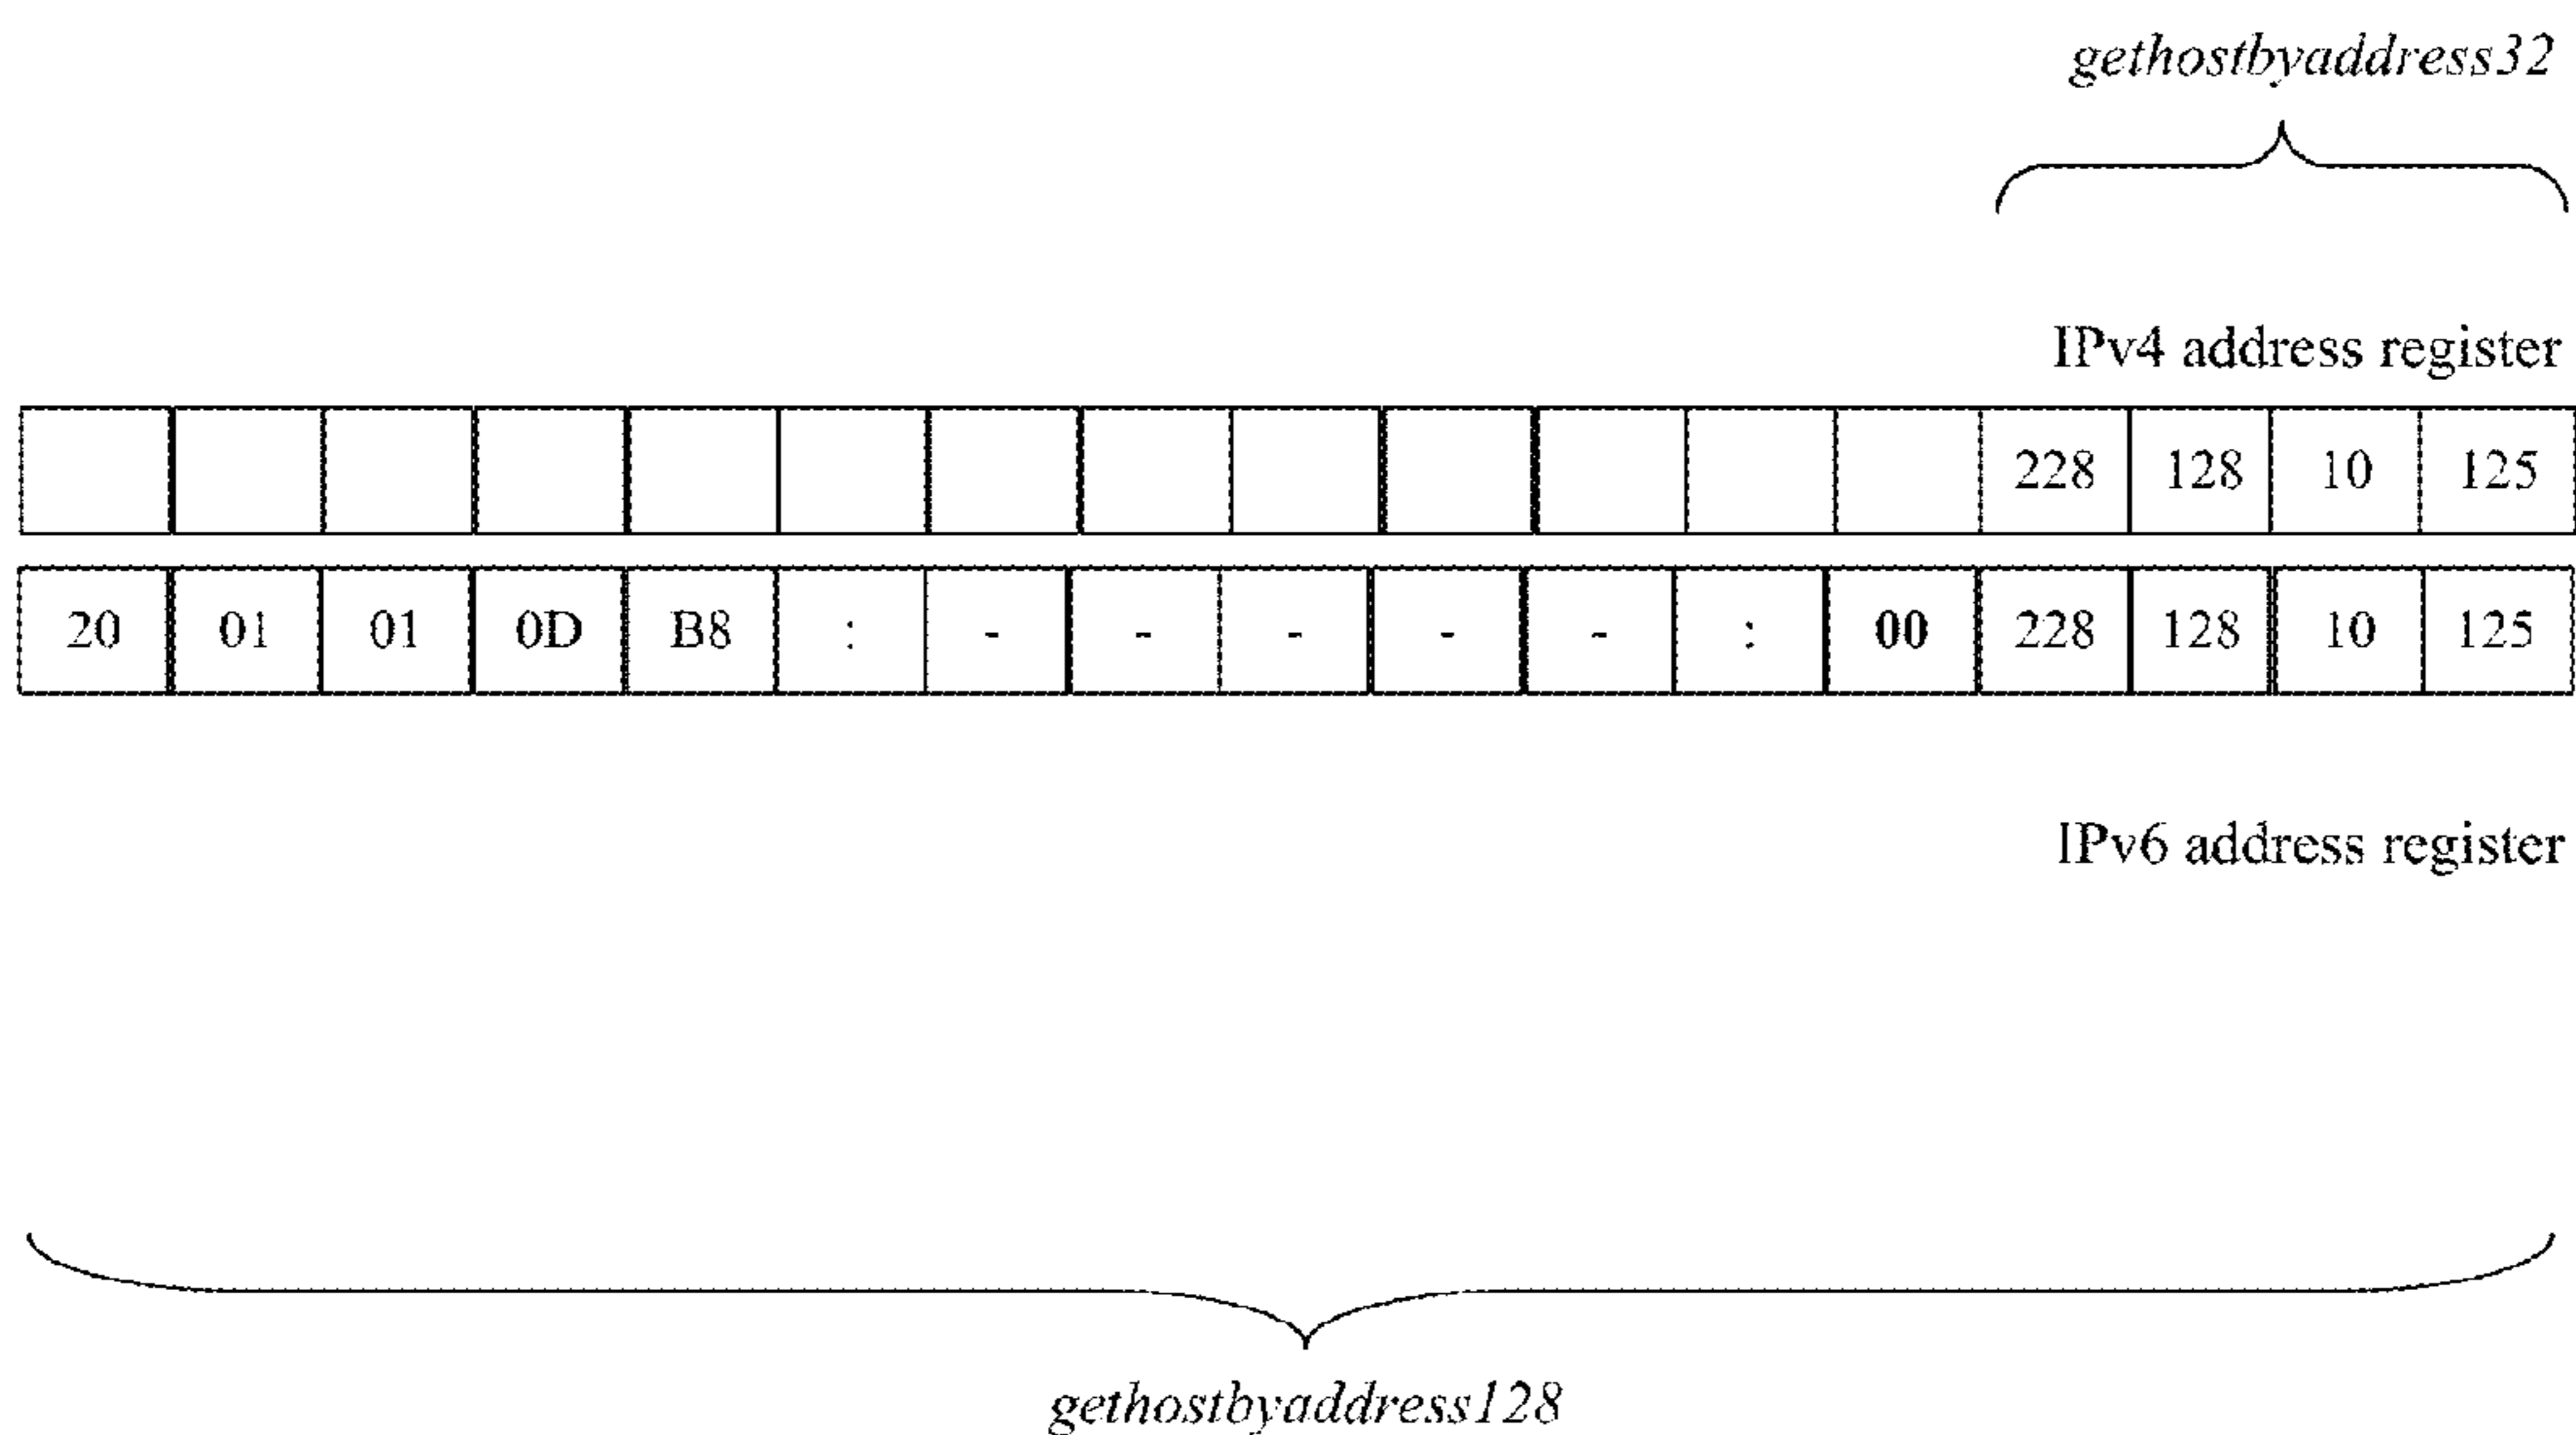 gethostbyaddress32
IPv4 address register
228 128 10 125
20 01 01 0D B8 : - - - - - : 00 228 128 10 125
IPv6 address register
gethostbyaddress128